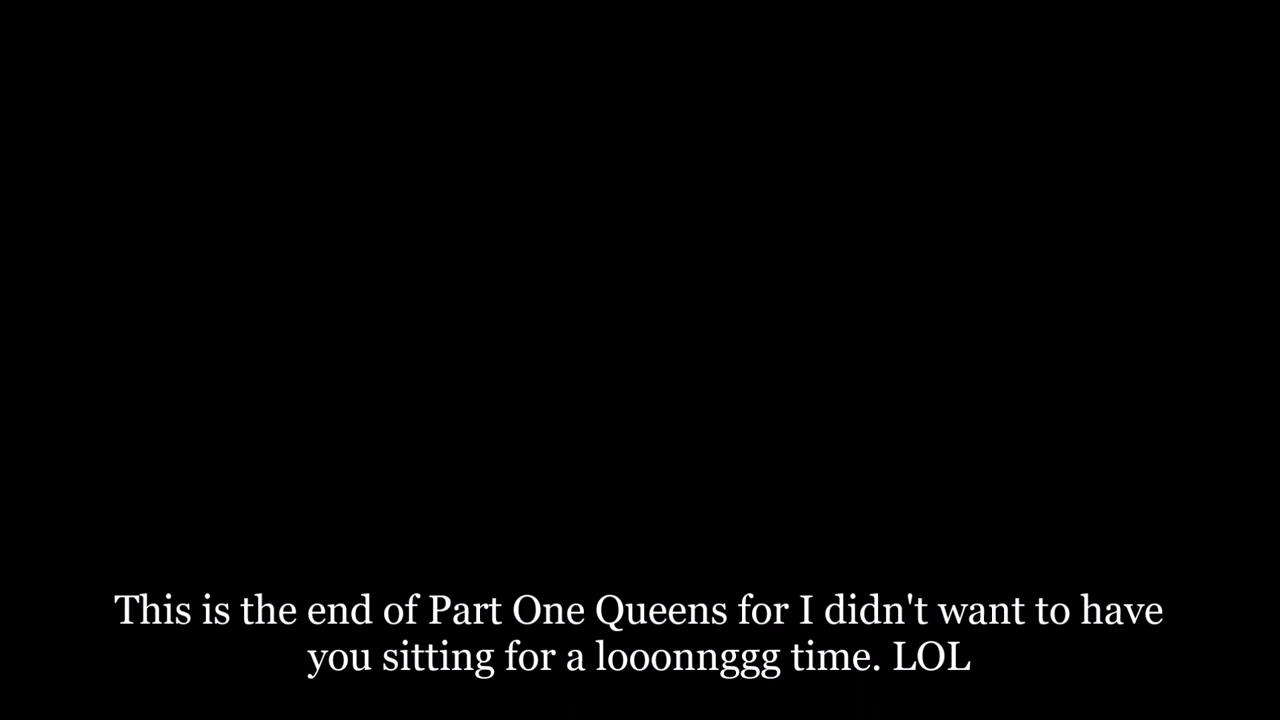 This is the end of Part One Queens for I didn't want to have
you sitting for a looonnggg time. LOL